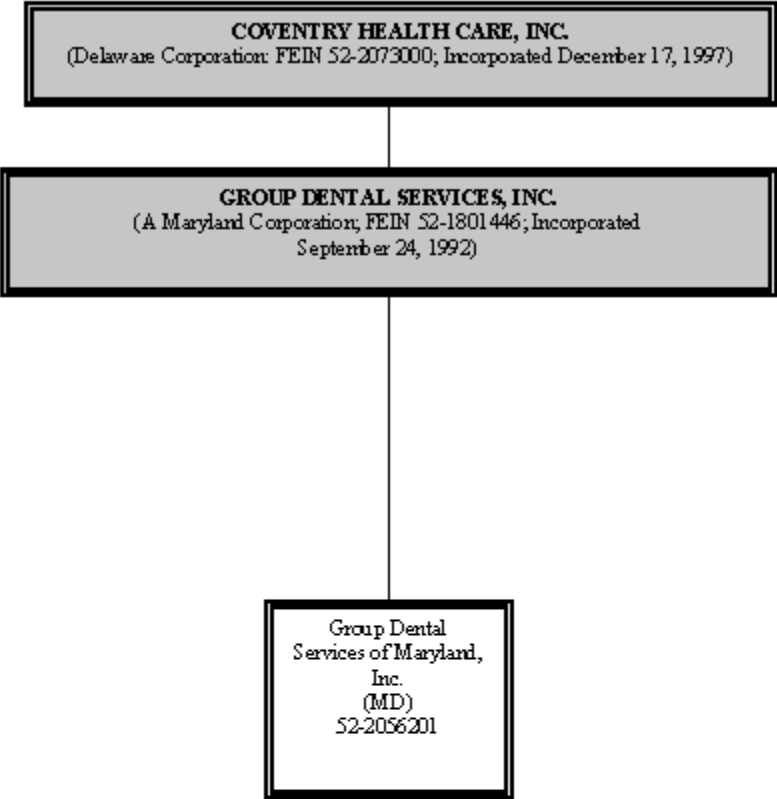 COVENTRY HEALTH CARE, INC.
(Delaware Corporation: FEIN 52-2073000; Incorporated December 17, 1997)
GROUP DENTAL SERVICES, INC.
(A Maryland Corporation; FEIN 52-1801446; Incorporated
September 24, 1992)
Group Dental
Services of Maryland,
Inc.
(MD)
52-2056201